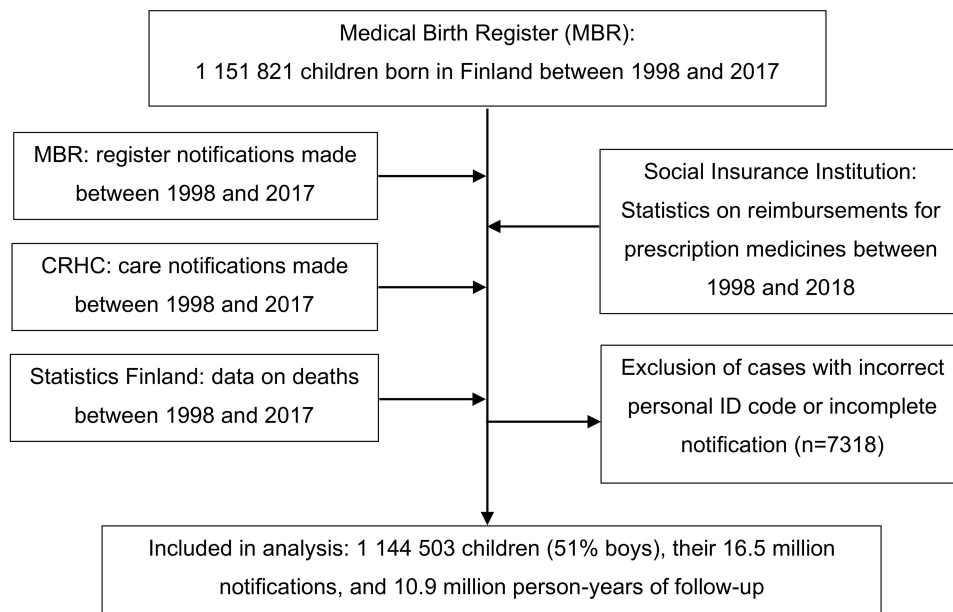 Medical Birth Register (MBR):
1 151 821 children born in Finland between 1998 and 2017
MBR: register notifications made
between 1998 and 2017
Social Insurance Institution:
Statistics on reimbursements for
prescription medicines between
1998 and 2018
CRHC: care notifications made
between 1998 and 2017
Statistics Finland: data on deaths
between 1998 and 2017
Exclusion of cases with incorrect
personal ID code or incomplete
notification (n=7318)
Included in analysis: 1 144 503 children (51% boys), their 16.5 million
notifications, and 10.9 million person-years of follow-up